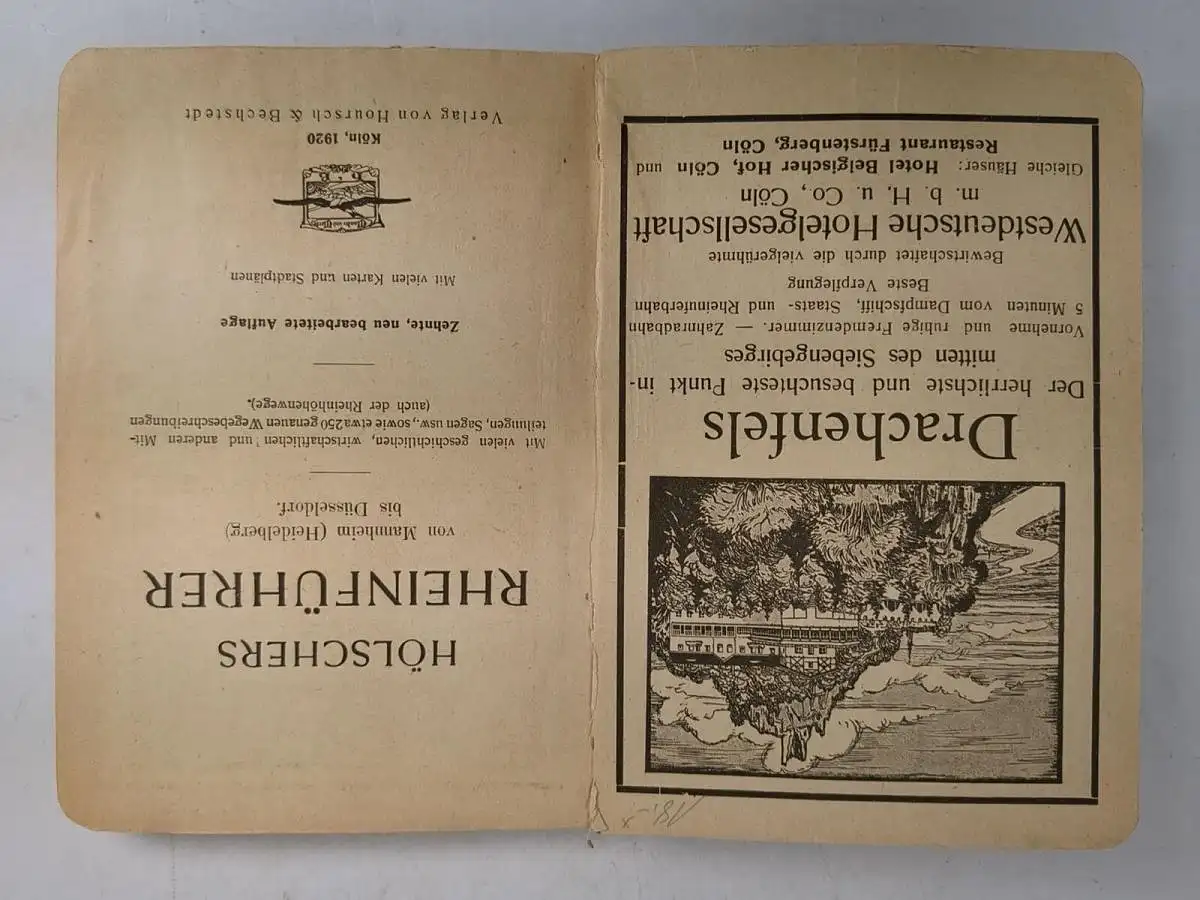 Drachenfels
Der herrlichste und besuchteste Punkt in-
mitten des Siebengebirges
Vornehme und ruhige Fremdenzimmer. — Zahnradbahn
5 Minuten vom Dampfschiff, Staats- und Rheinuferbahn
Beste Verpflegung
Bewirtschaftet durch die vielgerühmte
Westdeutsche Hotelgesellschaft
m. b. H. u. Co., Cöln
Gleiche Häuser: Hotel Belgischer Hof, Cöln und
Restaurant Fürstenberg, Cöln
HÖLSCHERS
RHEINFÜHRER
von Mannheim (Heidelberg)
bis Düsseldorf.
Mit vielen geschichtlichen, wirtschaftlichen und anderen Mit-
teilungen, Sagen usw., sowie etwa 250 genauen Wegebeschreibungen
(auch der Rheinhöhenwege).
Zehnte, neu bearbeitete Auflage
Mit vielen Karten und Stadtplänen
Köln, 1920
Verlag von Hoursch & Bechstedt